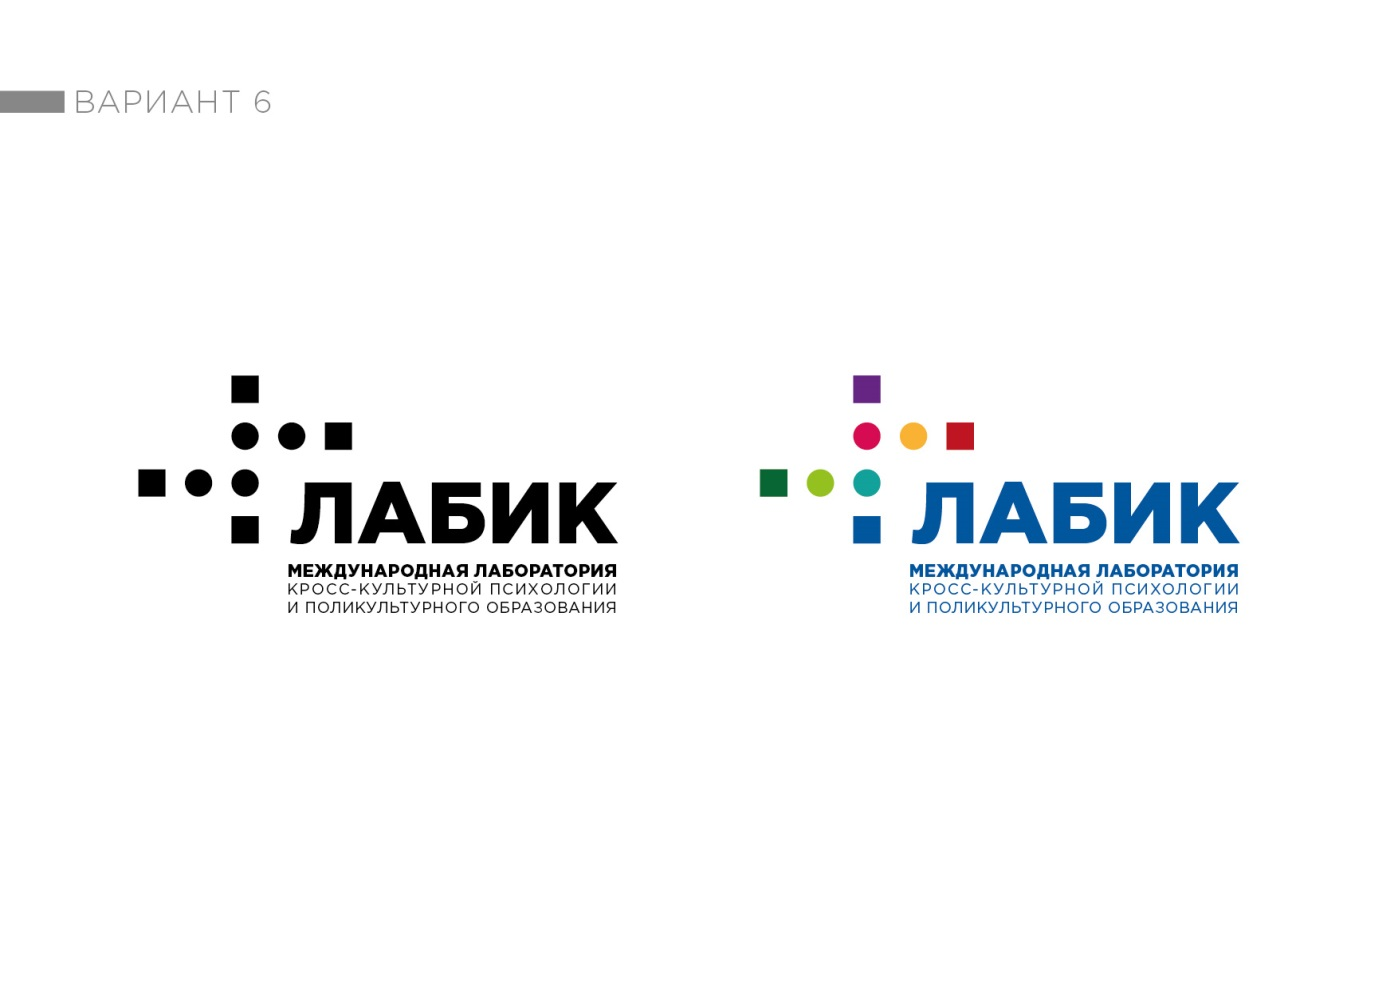 ВАРИАНТ 6
ЛАБИК
МЕЖДУНАРОДНАЯ ЛАБОРАТОРИЯ
КРОСС-КУЛЬТУРНОЙ ПСИХОЛОГИИ
И ПОЛИКУЛЬТУРНОГО ОБРАЗОВАНИЯ
ЛАБИК
МЕЖДУНАРОДНАЯ ЛАБОРАТОРИЯ
КРОСС-КУЛЬТУРНОЙ ПСИХОЛОГИИ
И ПОЛИКУЛЬТУРНОГО ОБРАЗОВАНИЯ